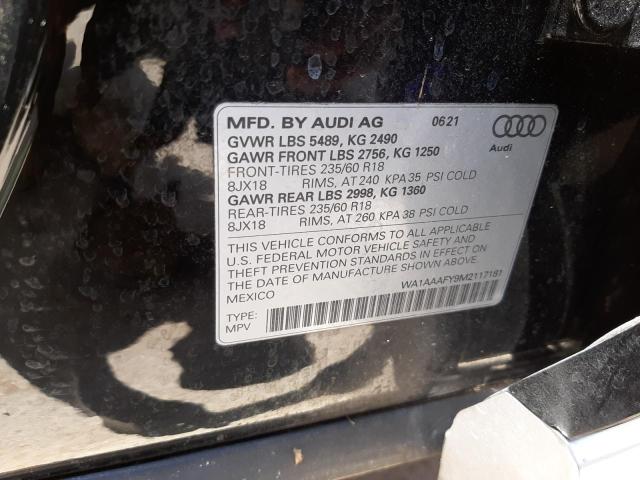 MFD. BY AUDI AG 06 21
GVWR LBS 5489, KG 2490
GAWR FRONT LBS 2756, KG 1250
FRONT-TIRES 235/60 R18
8JX18 RIMS, AT 240 KPA 35 PSI COLD
GAWR REAR LBS 2998, KG 1360
REAR-TIRES 235/60 R18
8JX18 RIMS, AT 260 KPA 38 PSI COLD
Audi
THIS VEHICLE CONFORMS TO ALL APPLICABLE
U.S. FEDERAL MOTOR VEHICLE SAFETY AND
THEFT PREVENTION STANDARDS IN EFFECT ON
THE DATE OF MANUFACTURE SHOWN ABOVE.
MEXICO
WA1AAAFY9M2117181
TYPE:
MPV